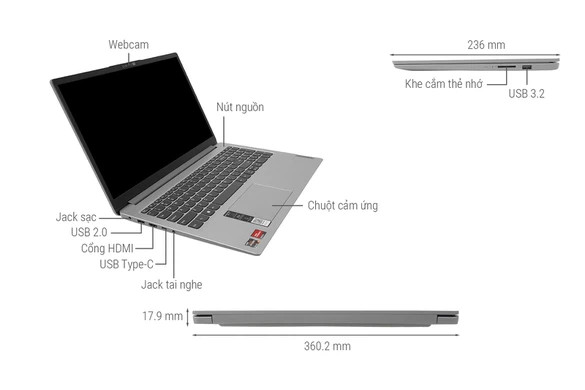 Webcam
236 mm
Khe cắm thẻ nhớ
USB 3.2
Nút nguồn
Chuột cảm ứng
Jack sạc
USB 2.0
Cổng HDMI
USB Type-C
Jack tai nghe
17.9 mm
360.2 mm